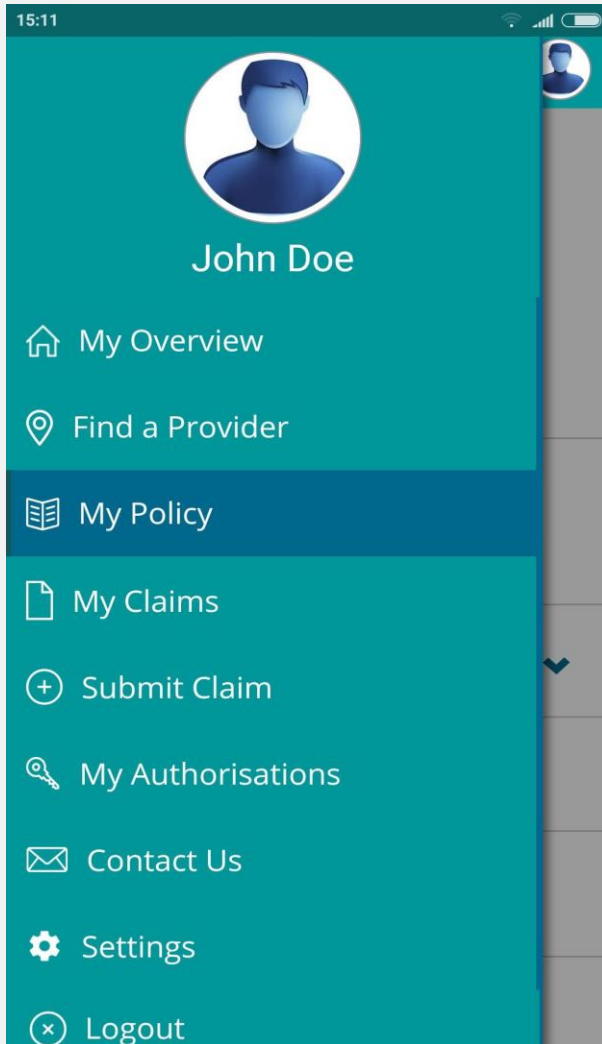 15:11
John Doe
My Overview
Find a Provider
My Policy
My Claims
Submit Claim
My Authorisations
Contact Us
Settings
Logout